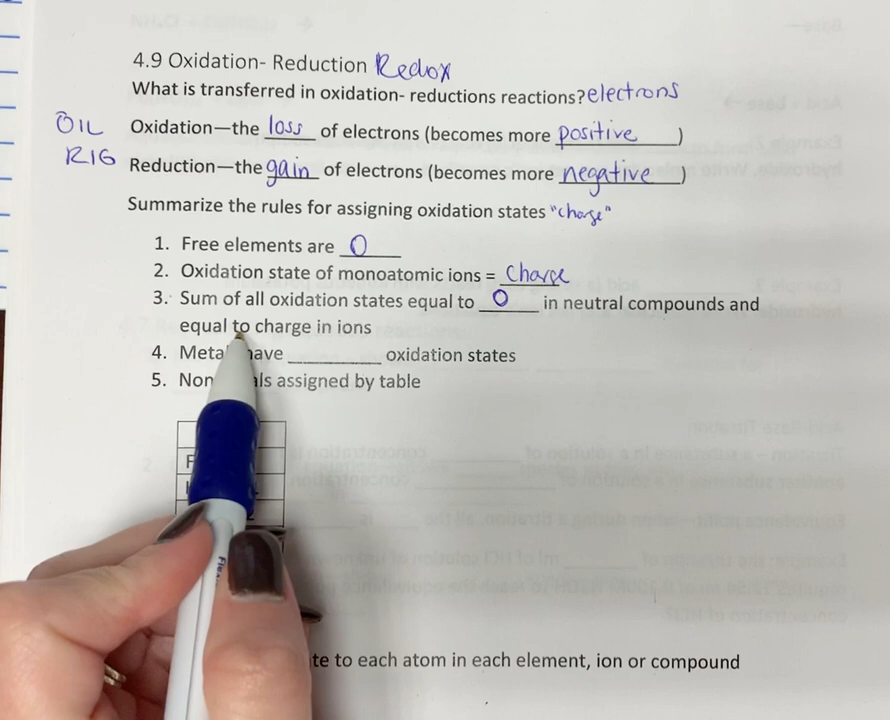 4.9 Oxidation- Reduction Redox
What is transferred in oxidation- reductions reactions? electrons
OIL Oxidation—the loss of electrons (becomes more positive)
RIG Reduction—the gain of electrons (becomes more negative)
Summarize the rules for assigning oxidation states "charge"
1. Free elements are 0
2. Oxidation state of monoatomic ions = charge
3. Sum of all oxidation states equal to 0 in neutral compounds and
equal to charge in ions
4. Meta have ________ oxidation states
5. Non als assigned by table
F
te to each atom in each element, ion or compound